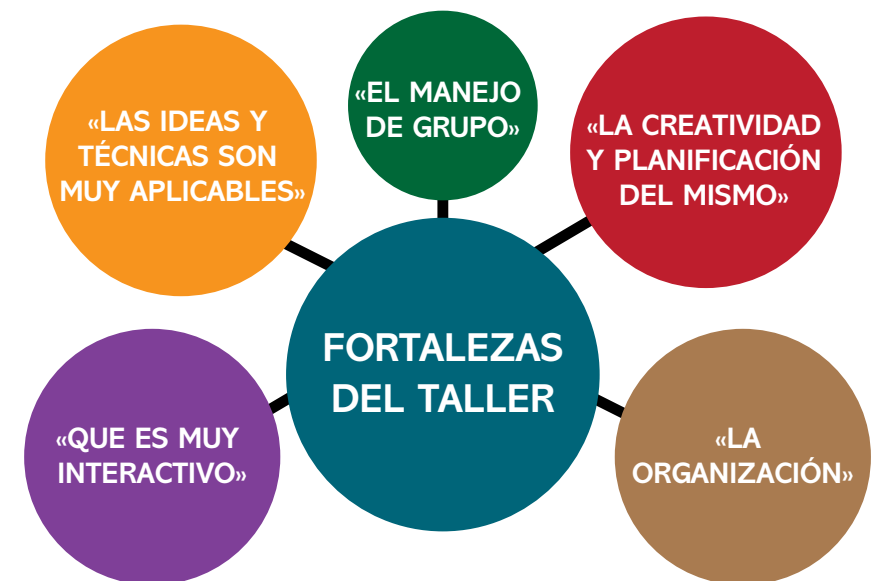 «LAS IDEAS Y
TÉCNICAS SON
MUY APLICABLES»
«EL MANEJO
DE GRUPO»
«LA CREATIVIDAD
Y PLANIFICACIÓN
DEL MISMO»
FORTALEZAS
DEL TALLER
«QUE ES MUY
INTERACTIVO»
«LA
ORGANIZACIÓN»